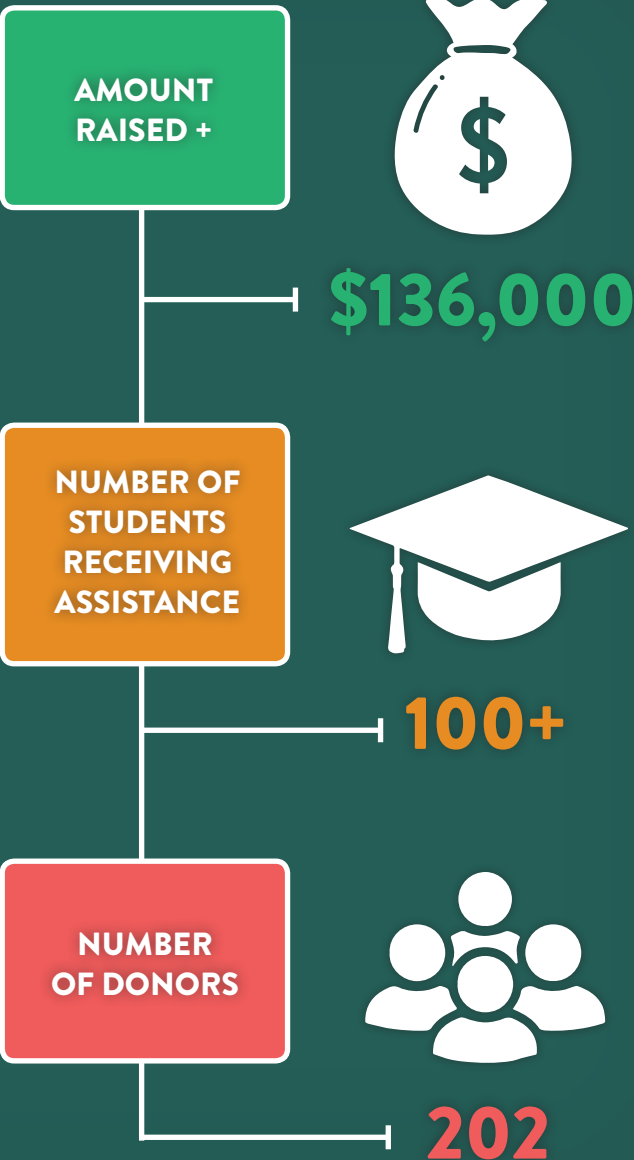 AMOUNT
RAISED +
$
$136,000
NUMBER OF
STUDENTS
RECEIVING
ASSISTANCE
100+
NUMBER
OF DONORS
202